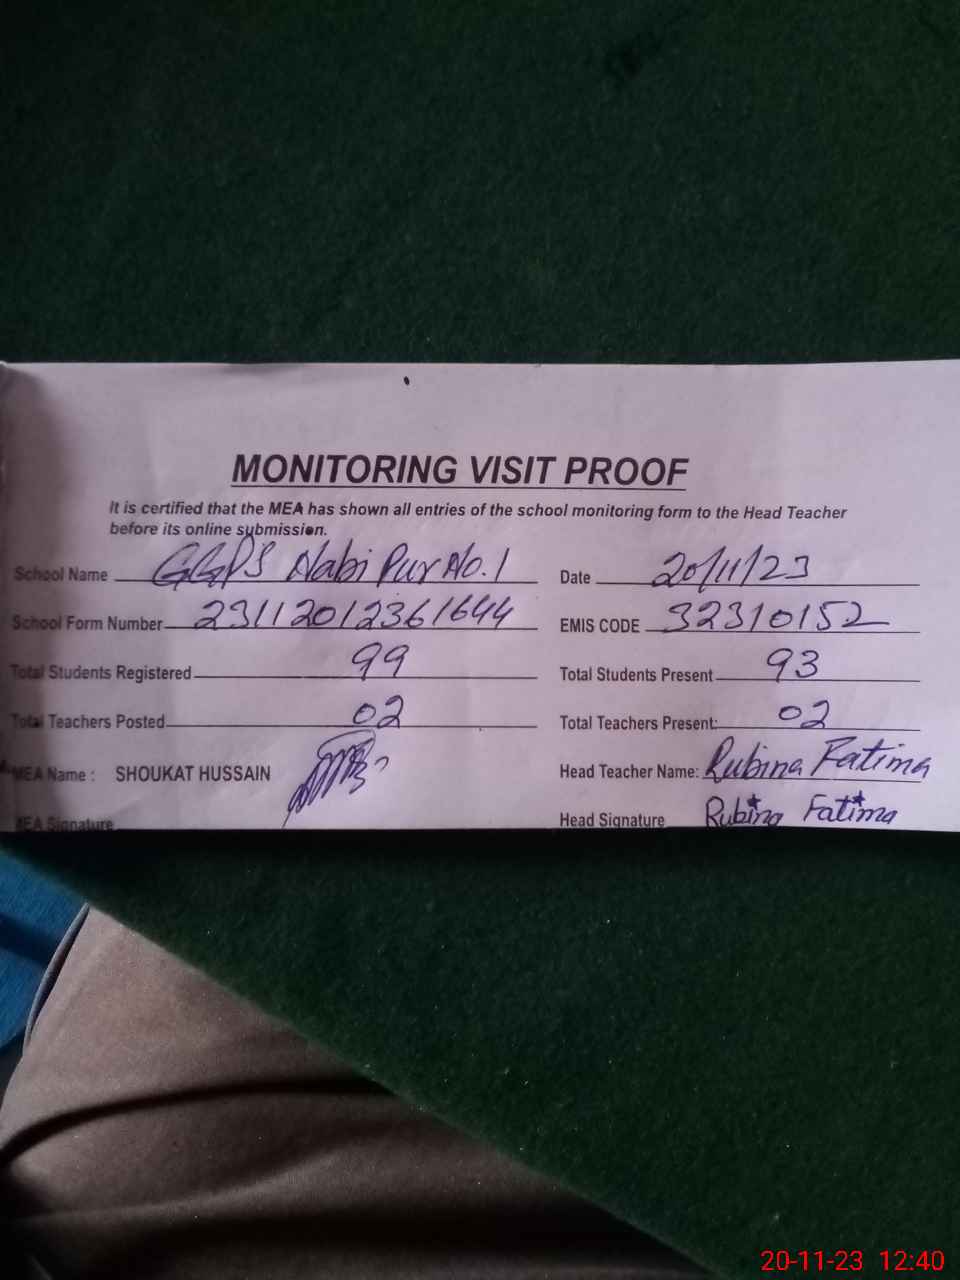 MONITORING VISIT PROOF
It is certified that the MEA has shown all entries of the school monitoring form to the Head Teacher
before its online submission.
School Name GGPS Nabi Pur No. 1 Date 20/11/23
School Form Number 23112012361644 EMIS CODE 32310152
Total Students Registered 99 Total Students Present 93
Total Teachers Posted 02 Total Teachers Present: 02
MEA Name : SHOUKAT HUSSAIN Head Teacher Name: Rubina Fatima
MEA Signature Head Signature Rubina Fatima
20-11-23 12:40